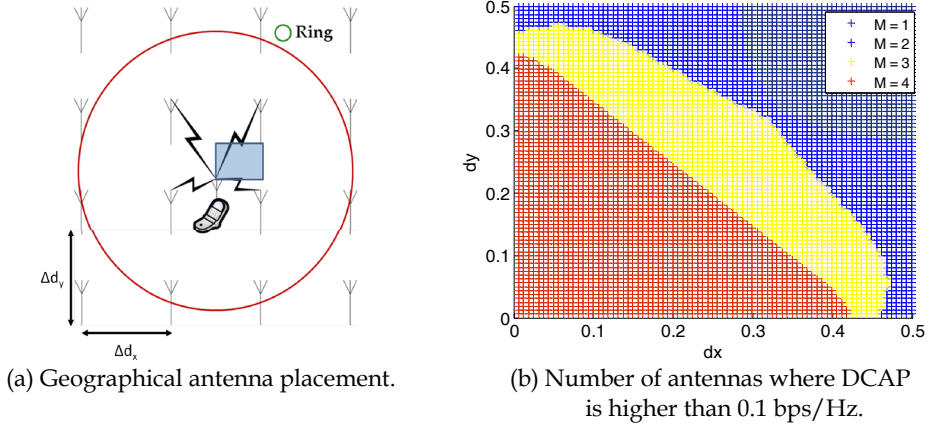 Ring
Δdy
Δdx
(a) Geographical antenna placement.
0.5
0.4
0.3
0.2
0.1
0
dy
0
0.1
0.2
0.3
0.4
0.5
dx
M = 1
M = 2
M = 3
M = 4
(b) Number of antennas where DCAP
is higher than 0.1 bps/Hz.